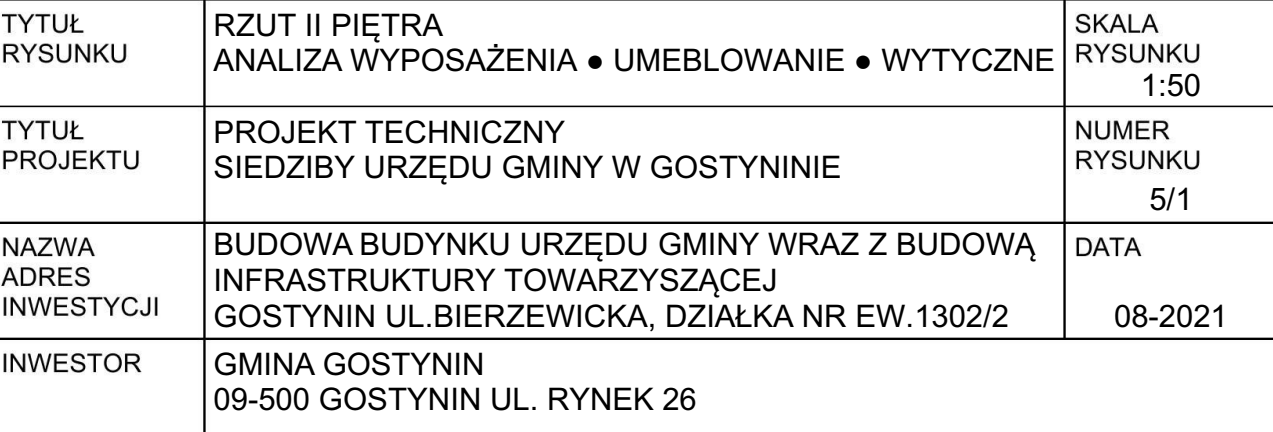 TYTUŁ
RYSUNKU
RZUT II PIĘTRA
ANALIZA WYPOSAŻENIA ● UMEBLOWANIE ● WYTYCZNE
SKALA
RYSUNKU
1:50
TYTUŁ
PROJEKTU
PROJEKT TECHNICZNY
SIEDZIBY URZĘDU GMINY W GOSTYNINIE
NUMER
RYSUNKU
5/1
NAZWA
ADRES
INWESTYCJI
BUDOWA BUDYNKU URZĘDU GMINY WRAZ Z BUDOWĄ
INFRASTRUKTURY TOWARZYSZĄCEJ
GOSTYNIN UL.BIERZEWICKA, DZIAŁKA NR EW.1302/2
DATA
08-2021
INWESTOR
GMINA GOSTYNIN
09-500 GOSTYNIN UL. RYNEK 26